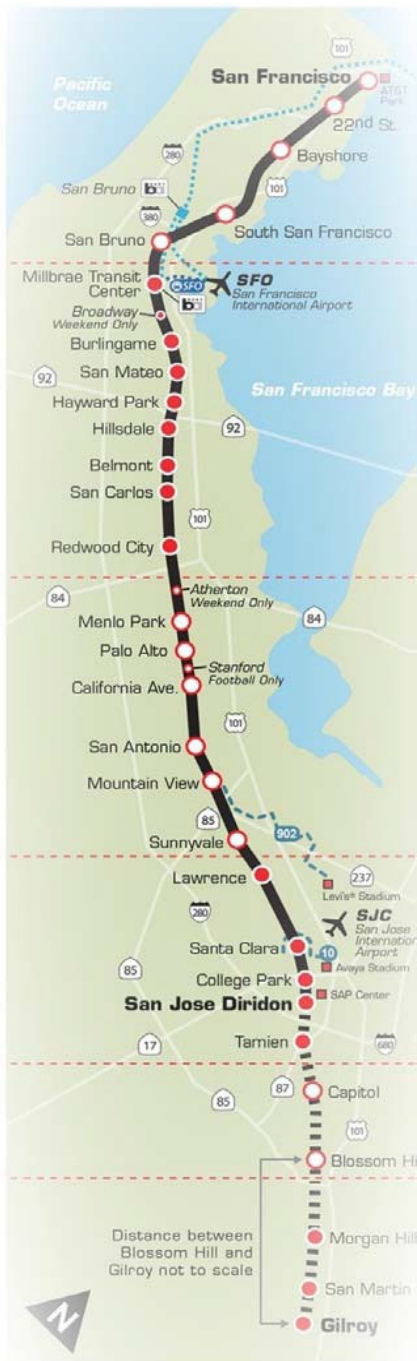 101
San Francisco
Pacific
Ocean
AT&T
Park
22nd St.
280
Bayshore
San Bruno
ba
101
380
South San Francisco
San Bruno
Millbrae Transit
Center
SFO
SFO
San Francisco
International Airport
ba
Broadway
Weekend Only
Burlingame
San Mateo
92
San Francisco Bay
Hayward Park
Hillsdale
92
Belmont
San Carlos
101
Redwood City
Atherton
Weekend Only
84
84
Menlo Park
Palo Alto
Stanford
Football Only
California Ave.
101
San Antonio
Mountain View
85
902
Sunnyvale
237
Lawrence
Levi's® Stadium
280
SJC
San Jose
Internation
Airport
Santa Clara
10
85
Avaya Stadium
College Park
SAP Center
San Jose Diridon
Tamien
17
680
87
Capitol
85
101
Blossom Hi
Distance between
Blossom Hill and
Gilroy not to scale
Morgan Hill
San Martin
N
Gilroy